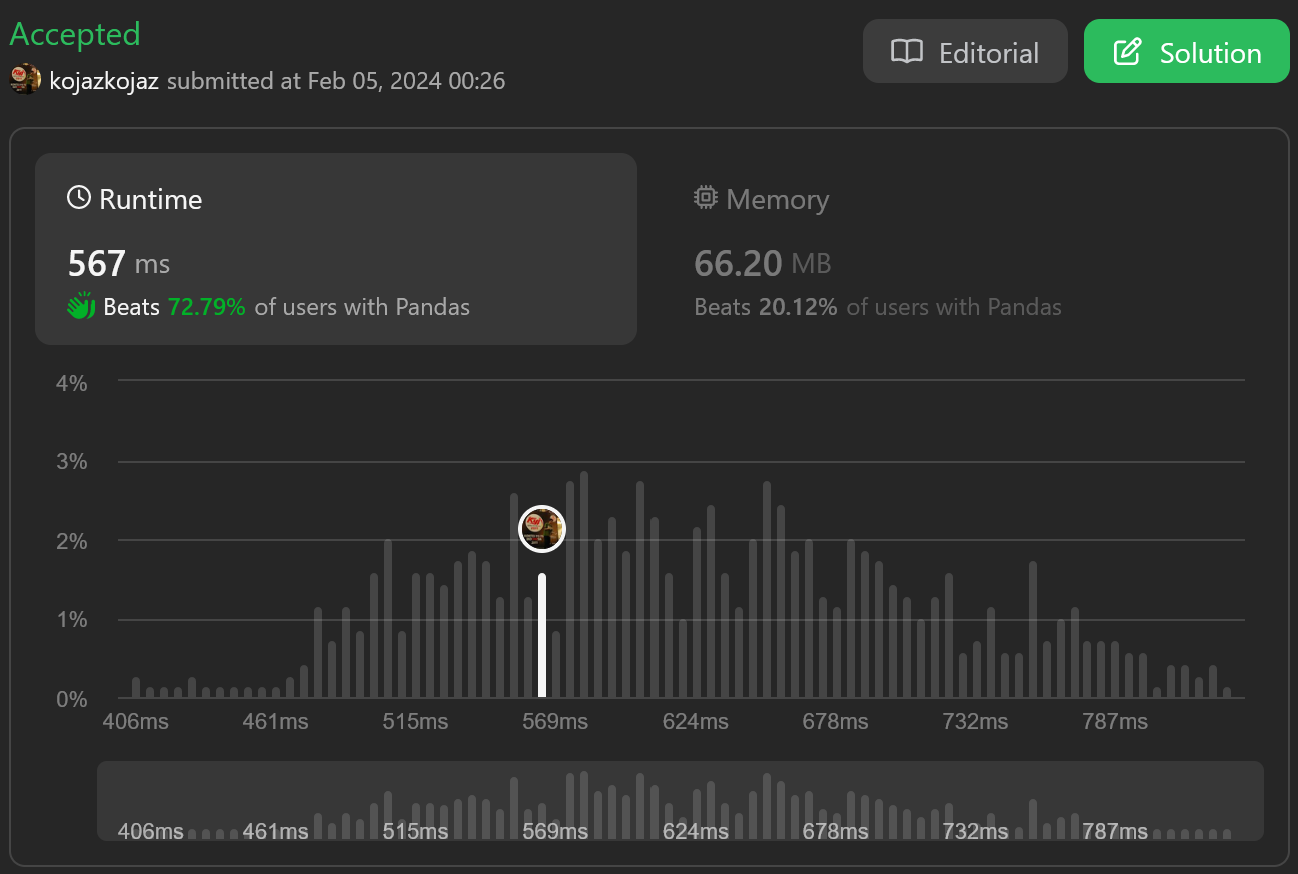 Accepted
Editorial
Solution
kojazkojaz submitted at Feb 05, 2024 00:26
Runtime
Memory
567 ms
66.20 MB
Beats 72.79% of users with Pandas
Beats 20.12% of users with Pandas
4%
3%
2%
1%
0%
406ms 461ms 515ms 569ms 624ms 678ms 732ms 787ms
406ms 461ms 515ms 569ms 624ms 678ms 732ms 787ms